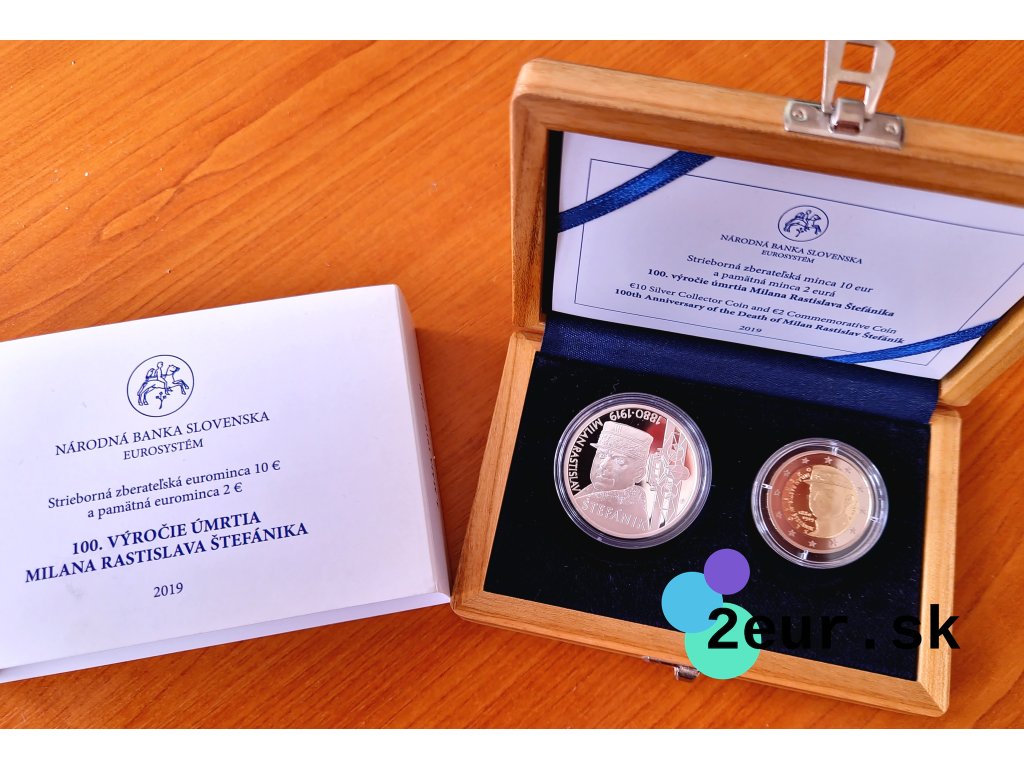 NÁRODNÁ BANKA SLOVENSKA
EUROSYSTÉM
Strieborná zberateľská eurominca 10 €
a pamätná euromínca 2 €
100. VÝROČIE ÚMRTIA
MILANA RASTISLAVA ŠTEFÁNIKA
2019
NÁRODNÁ BANKA SLOVENSKA
EUROSYSTÉM
Strieborná zberateľská minca 10 eur
a pamätná minca 2 eurá
100. výročie úmrtia Milana Rastislava Štefánika
€10 Silver Collector Coin and €2 Commemorative Coin
100th Anniversary of the Death of Milan Rastislav Štefánik
2019
MILAN RASTISLAV
1880-1919
ŠTEFÁNIK
2eur.sk